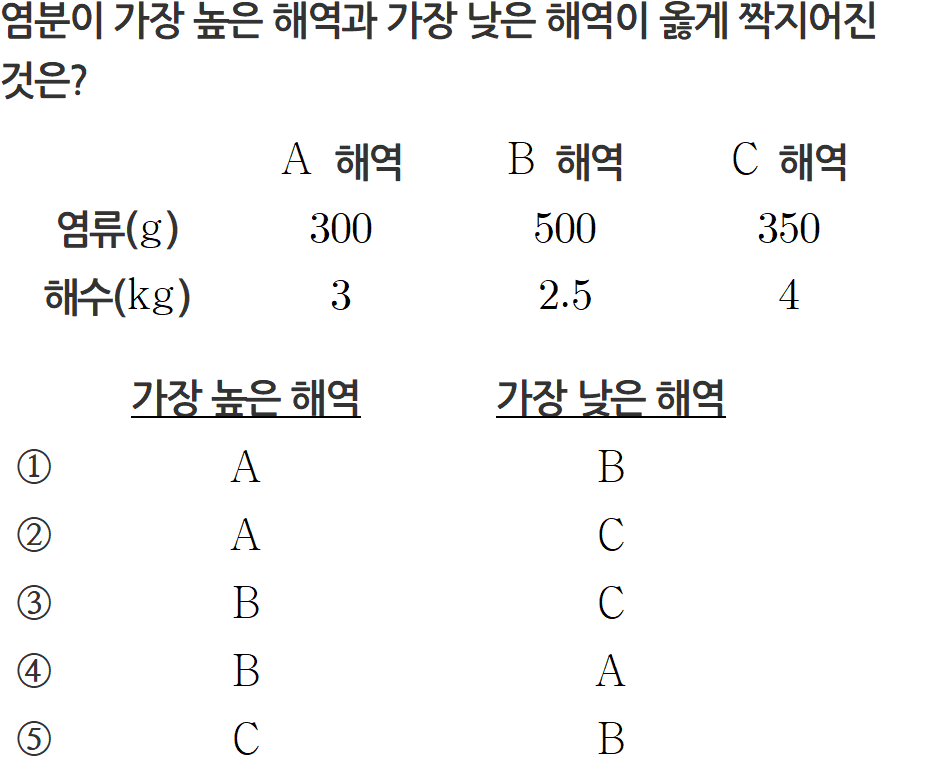 염분이 가장 높은 해역과 가장 낮은 해역이 옳게 짝지어진
것은?
A 해역 B 해역 C 해역
염류(g) 300 500 350
해수(kg) 3 2.5 4
가장 높은 해역 가장 낮은 해역
① A B
② A C
③ B C
④ B A
⑤ C B